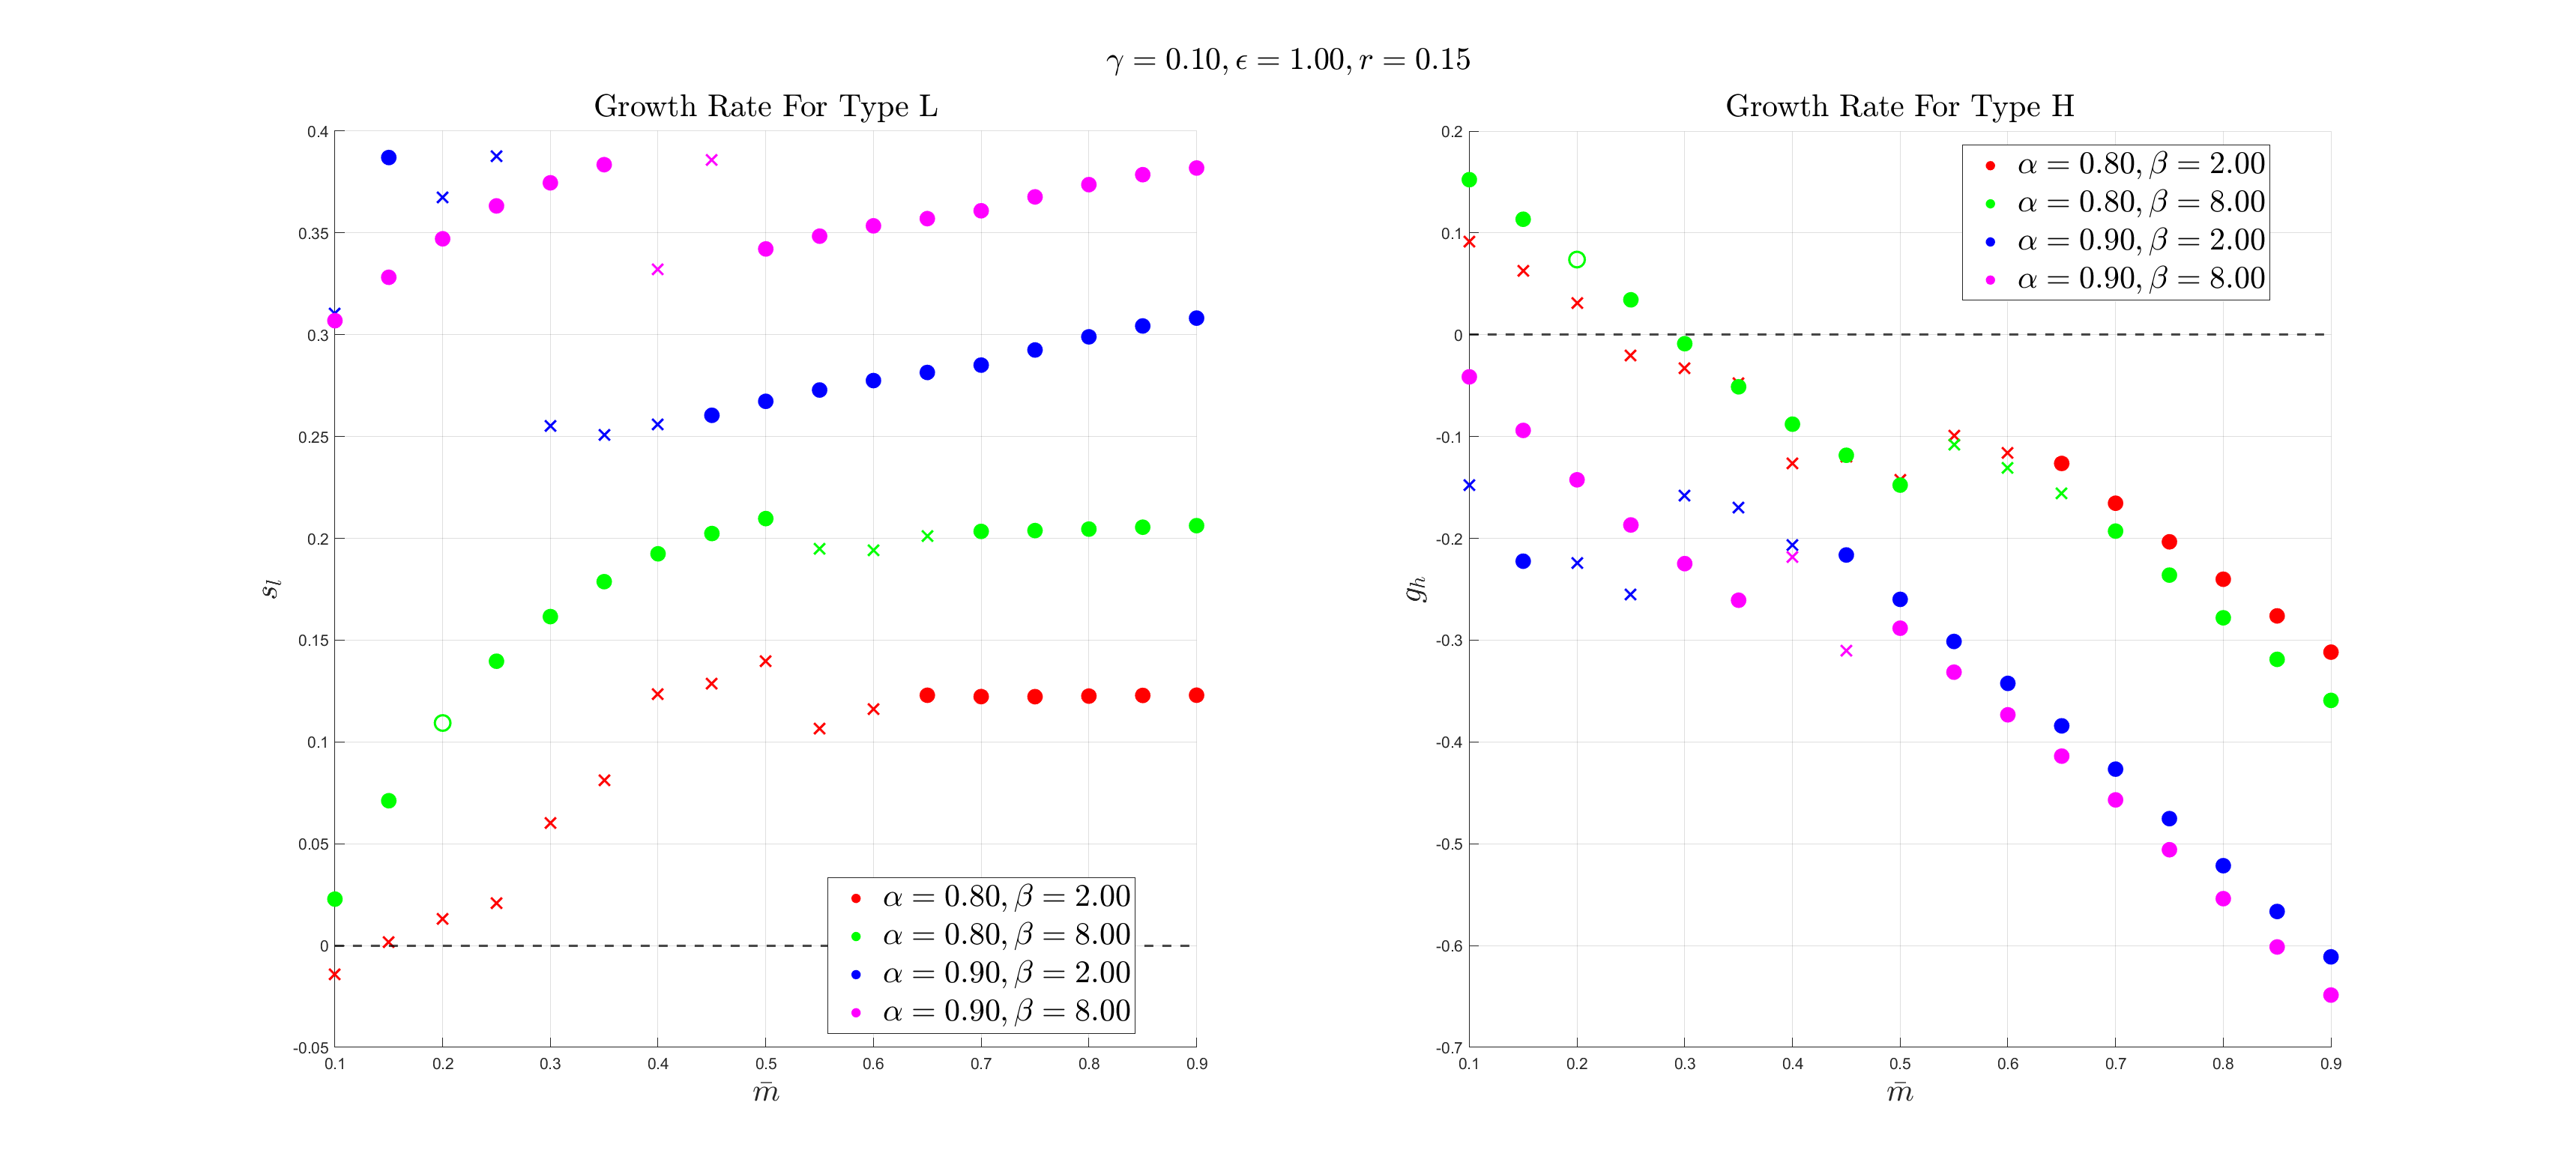 γ = 0.10, ϵ = 1.00, r = 0.15
Growth Rate For Type L
0.4
0.35
0.3
0.25
0.2
0.15
0.1
0.05
0
-0.05
s_l
0.1 0.2 0.3 0.4 0.5 0.6 0.7 0.8 0.9
m̄
α = 0.80, β = 2.00
α = 0.80, β = 8.00
α = 0.90, β = 2.00
α = 0.90, β = 8.00
Growth Rate For Type H
0.2
0.1
0
-0.1
-0.2
-0.3
-0.4
-0.5
-0.6
-0.7
g_h
0.1 0.2 0.3 0.4 0.5 0.6 0.7 0.8 0.9
m̄
α = 0.80, β = 2.00
α = 0.80, β = 8.00
α = 0.90, β = 2.00
α = 0.90, β = 8.00